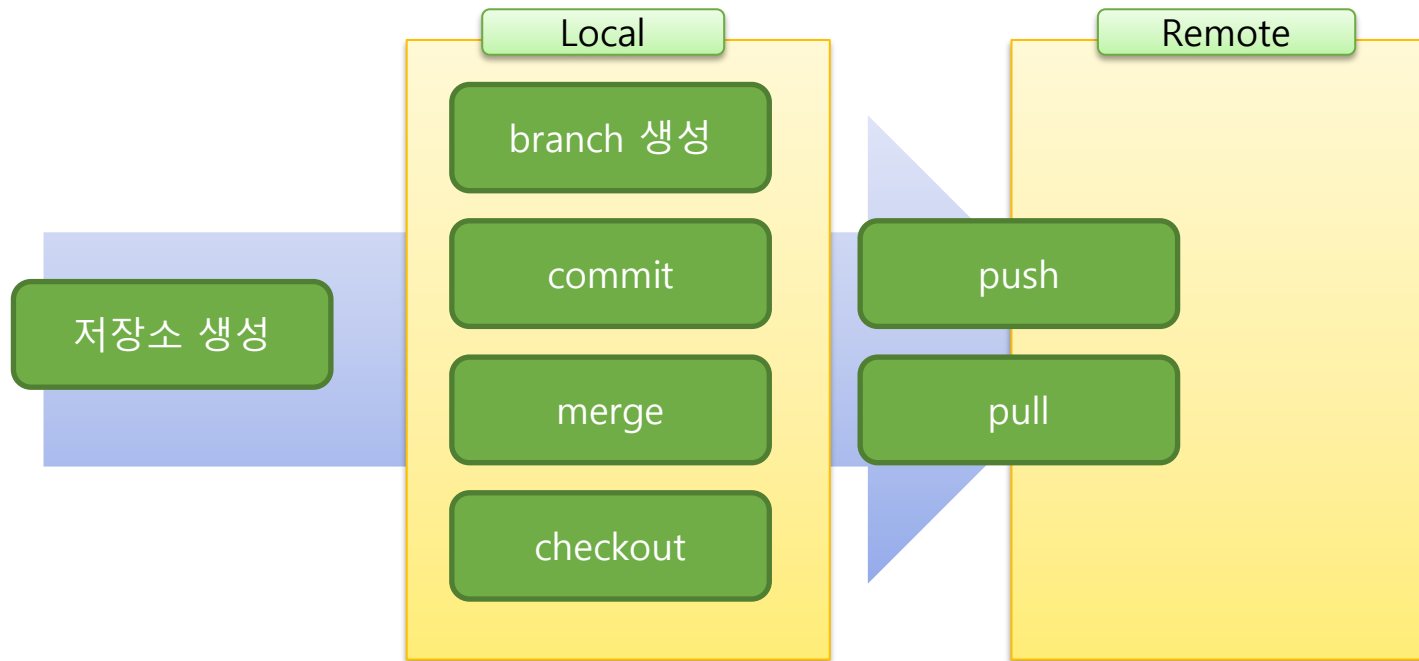 Local
Remote
저장소 생성
branch 생성
commit
merge
checkout
push
pull